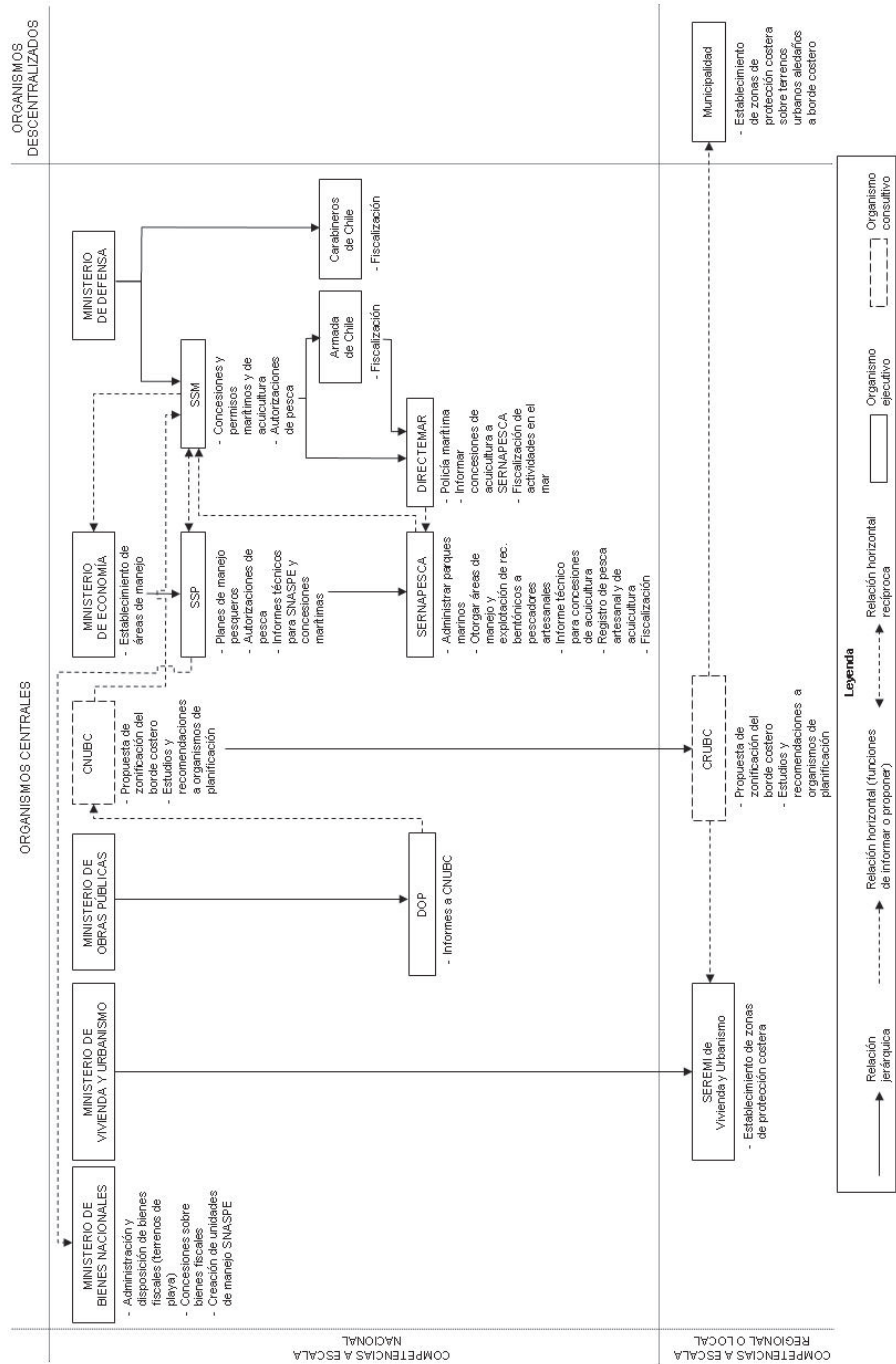 ORGANISMOS CENTRALES
ORGANISMOS
DESCENTRALIZADOS
COMPETENCIAS A ESCALA
NACIONAL
MINISTERIO DE
BIENES NACIONALES
- Administración y
disposición de bienes
fiscales (terrenos de
playa)
- Concesiones sobre
bienes fiscales
- Creación de unidades
de manejo SNASPE
MINISTERIO DE
VIVIENDA Y URBANISMO
MINISTERIO DE
OBRAS PÚBLICAS
DOP
- Informes a CNUBC
CNUBC
- Propuesta de
zonificación del
borde costero
- Estudios y
recomendaciones
a organismos de
planificación
MINISTERIO
DE ECONOMÍA
- Establecimiento de
áreas de manejo
SSP
- Planes de manejo
pesqueros
- Autorizaciones de
pesca
- Informes técnicos
para SNASPE y
concesiones
marítimas
SERNAPESCA
- Administrar parques
marinos
- Otorgar áreas de
manejo y
explotación de rec.
bentónicos a
pescadores
artesanales
- Informe técnico
para concesiones
de acuicultura
- Registro de pesca
artesanal y de
acuicultura
- Fiscalización
MINISTERIO
DE DEFENSA
SSM
- Concesiones y
permisos
marítimos y de
acuicultura
- Autorizaciones
de pesca
Armada
de Chile
- Fiscalización
Carabineros
de Chile
- Fiscalización
DIRECTEMAR
- Policía marítima
- Informar
concesiones de
acuicultura a
SERNAPESCA
- Fiscalización de
actividades en el
mar
COMPETENCIAS A ESCALA
REGIONAL O LOCAL
SEREMI de
Vivienda y Urbanismo
- Establecimiento de zonas
de protección costera
CRUBC
- Propuesta de
zonificación del
borde costero
- Estudios y
recomendaciones a
organismos de
planificación
Municipalidad
- Establecimiento
de zonas de
protección costera
sobre terrenos
urbanos aledaños
a borde costero
Leyenda
Relación
jerárquica
Relación horizontal (funciones
de informar o proponer)
Relación horizontal
recíproca
Organismo
ejecutivo
Organismo
consultivo